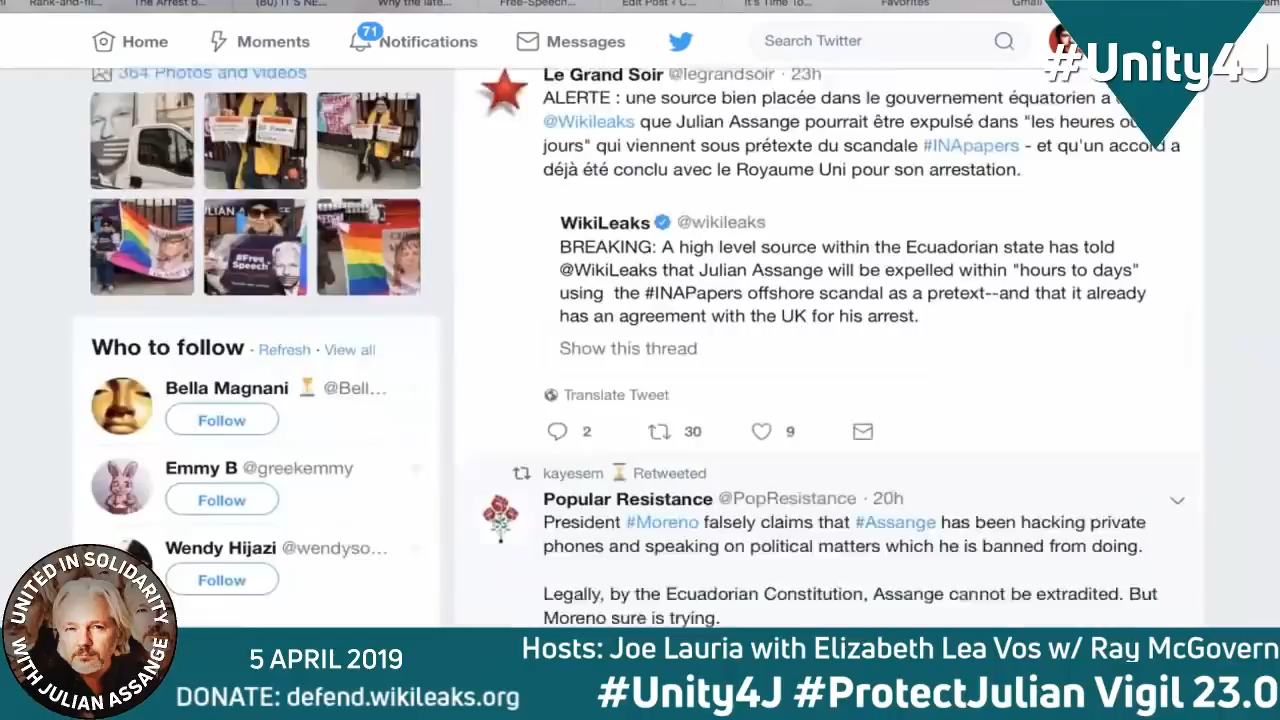 Rank-and-fil...
The Arrest o...
(BU) IT'S NE...
Why the late...
Free-Speech...
Edit Post ‹ C...
It's Time To...
Favorites
Gmail
Home
Moments
71
Notifications
Messages
Search Twitter
#Unity4J
364 Photos and videos
#Free
Speech
Who to follow · Refresh · View all
Bella Magnani @Bell...
Follow
Emmy B @greekemmy
Follow
Wendy Hijazi @wendyso...
Follow
Le Grand Soir @legrandsoir · 23h
ALERTE : une source bien placée dans le gouvernement équatorien a
@Wikileaks que Julian Assange pourrait être expulsé dans "les heures ou
jours" qui viennent sous prétexte du scandale #INApapers - et qu'un accord a
déjà été conclu avec le Royaume Uni pour son arrestation.
WikiLeaks @wikileaks
BREAKING: A high level source within the Ecuadorian state has told
@WikiLeaks that Julian Assange will be expelled within "hours to days"
using the #INAPapers offshore scandal as a pretext--and that it already
has an agreement with the UK for his arrest.
Show this thread
Translate Tweet
2 30 9
kayesem Retweeted
Popular Resistance @PopResistance · 20h
President #Moreno falsely claims that #Assange has been hacking private
phones and speaking on political matters which he is banned from doing.
Legally, by the Ecuadorian Constitution, Assange cannot be extradited. But
Moreno sure is trying.
UNITED IN SOLIDARITY
WITH JULIAN ASSANGE
5 APRIL 2019
DONATE: defend.wikileaks.org
Hosts: Joe Lauria with Elizabeth Lea Vos w/ Ray McGovern
#Unity4J #ProtectJulian Vigil 23.0